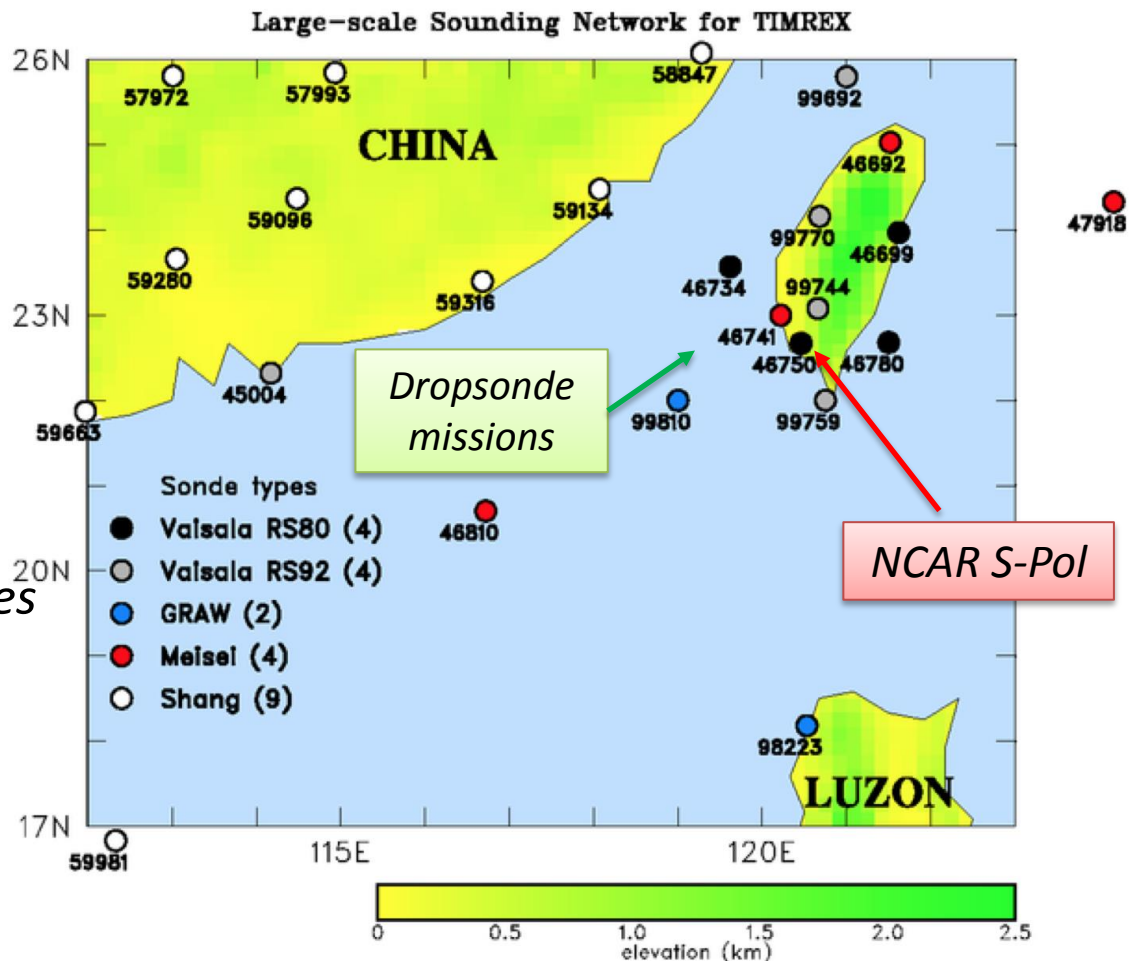 Large-scale Sounding Network for TIMREX
26N
57972
57993
58847
99692
CHINA
46692
59096
59134
99770
47918
46699
59280
59316
46734
99744
23N
46741
46750
46780
45004
Dropsonde
missions
59663
99810
99759
Sonde types
Vaisala RS80 (4)
46810
NCAR S-Pol
20N
Vaisala RS92 (4)
es
GRAW (2)
Meisei (4)
Shang (9)
98223
LUZON
17N
59981
115E
120E
0 0.5 1.0 1.5 2.0 2.5
elevation (km)